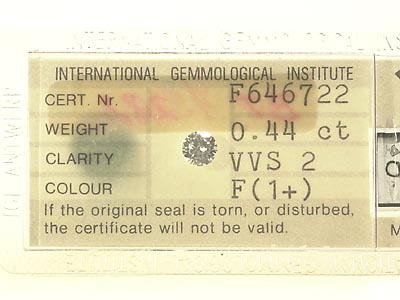 INTERNATIONAL GEMMOLOGICAL INSTITUTE
CERT. Nr. F646722
WEIGHT 0.44 ct
CLARITY VVS 2
COLOUR F(1+)
If the original seal is torn, or disturbed,
the certificate will not be valid.